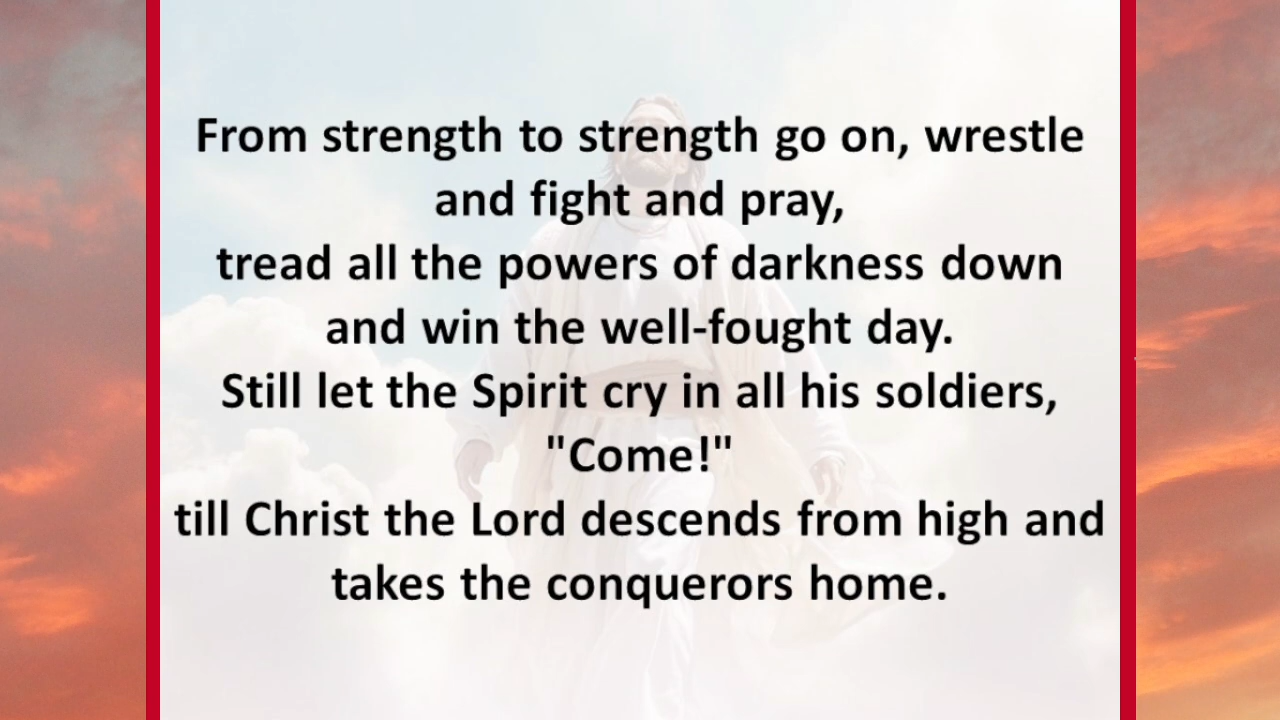 From strength to strength go on, wrestle
and fight and pray,
tread all the powers of darkness down
and win the well-fought day.
Still let the Spirit cry in all his soldiers,
"Come!"
till Christ the Lord descends from high and
takes the conquerors home.